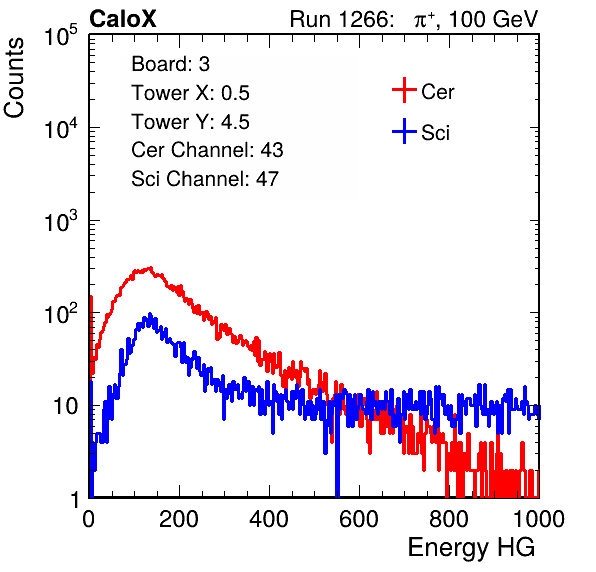 CaloX Run 1266: π⁺, 100 GeV
Counts
10⁵
10⁴
10³
10²
10
1
Board: 3
Tower X: 0.5
Tower Y: 4.5
Cer Channel: 43
Sci Channel: 47
Cer
Sci
0 200 400 600 800 1000
Energy HG